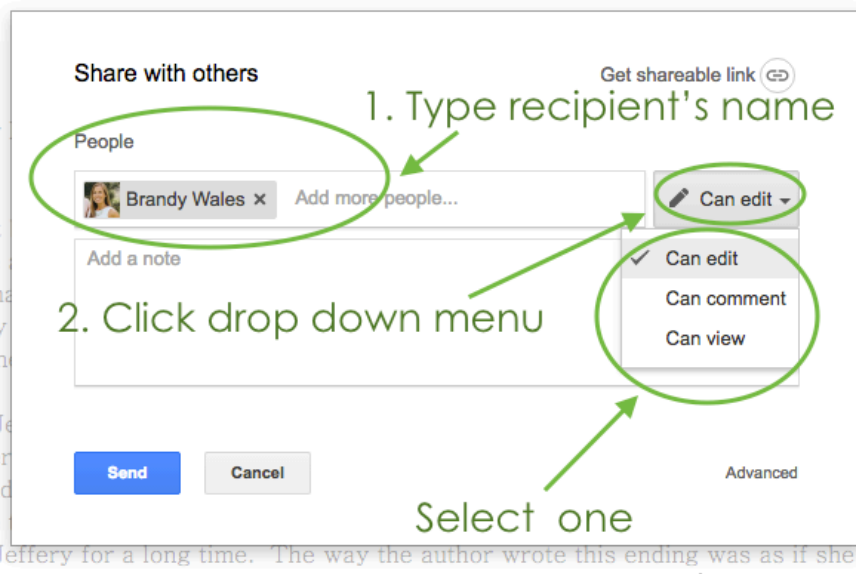 Share with others
Get shareable link
1. Type recipient's name
People
Brandy Wales × Add more people...
Can edit
Add a note
Can edit
Can comment
Can view
2. Click drop down menu
Send Cancel
Advanced
Select one
Jeffery for a long time. The way the author wrote this ending was as if she